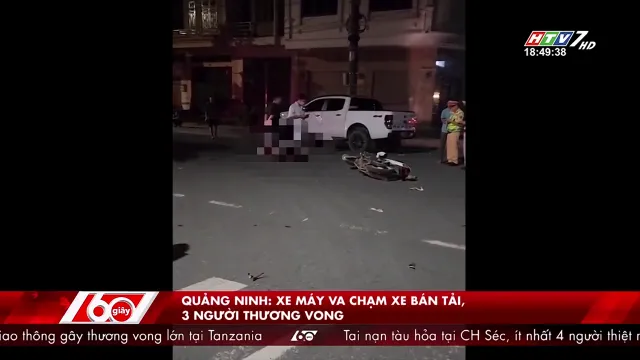 HTV7 HD
18:49:38
60 giây
QUẢNG NINH: XE MÁY VA CHẠM XE BÁN TẢI,
3 NGƯỜI THƯƠNG VONG
iao thông gây thương vong lớn tại Tanzania 60 giây Tai nạn tàu hỏa tại CH Séc, ít nhất 4 người thiệt m